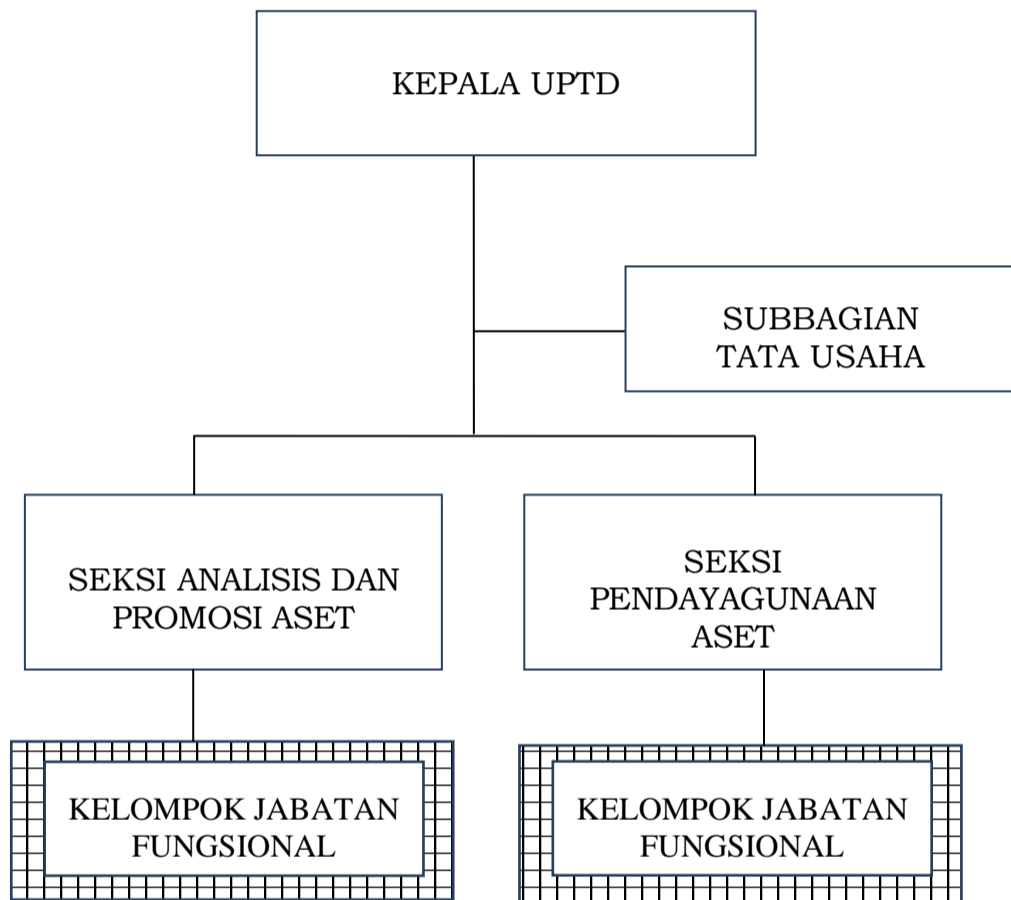 KEPALA UPTD
SUBBAGIAN
TATA USAHA
SEKSI ANALISIS DAN
PROMOSI ASET
SEKSI
PENDAYAGUNAAN
ASET
KELOMPOK JABATAN
FUNGSIONAL
KELOMPOK JABATAN
FUNGSIONAL